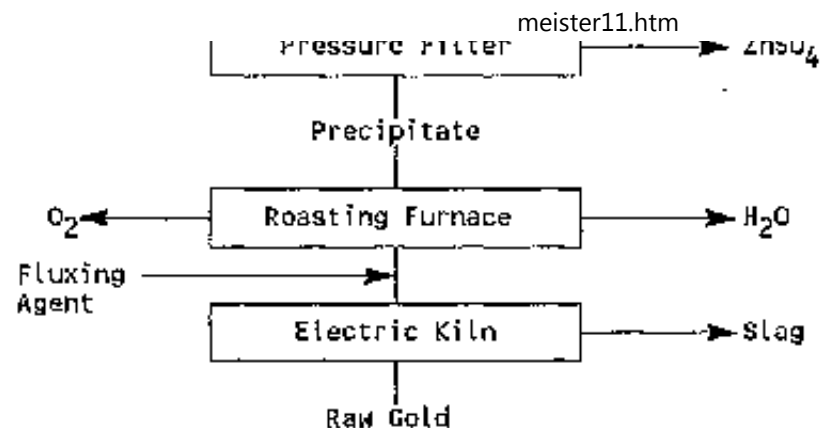 meister11.htm
Pressure Filter
ZnSO4
Precipitate
O2
Roasting Furnace
H2O
Fluxing
Agent
Electric Kiln
Slag
Raw Gold